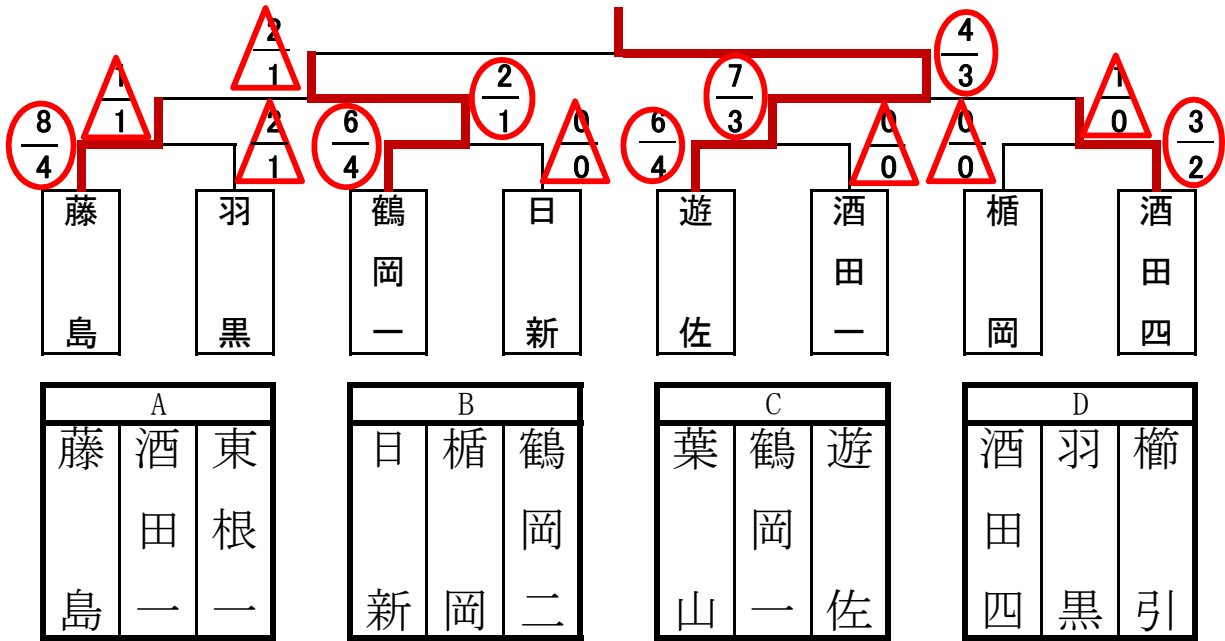 2 1
4 3
1 1
2 1
7 3
1 0
8 4
2 1
6 4
0 0
6 4
0 0
0 0
3 2
藤島
羽黒
鶴岡一
日新
遊佐
酒田一
楯岡
酒田四
A
藤島
酒田一
東根一
B
日新
楯岡
鶴岡二
C
葉山
鶴岡一
遊佐
D
酒田四
羽黒
櫛引